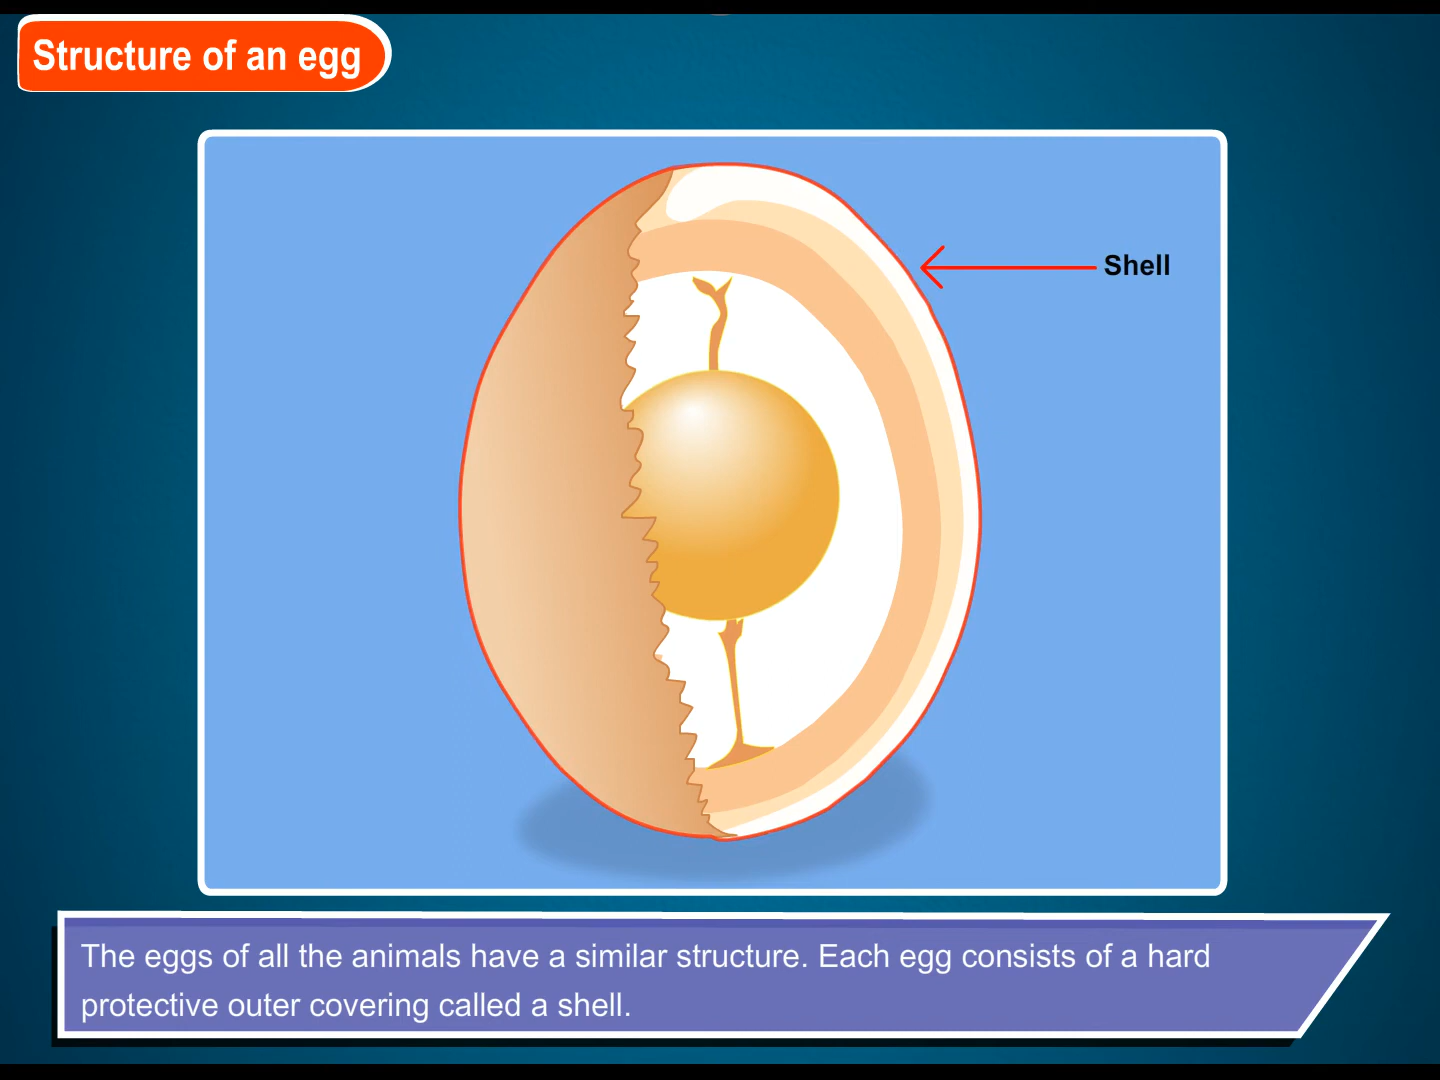 Structure of an egg
Shell
The eggs of all the animals have a similar structure. Each egg consists of a hard
protective outer covering called a shell.